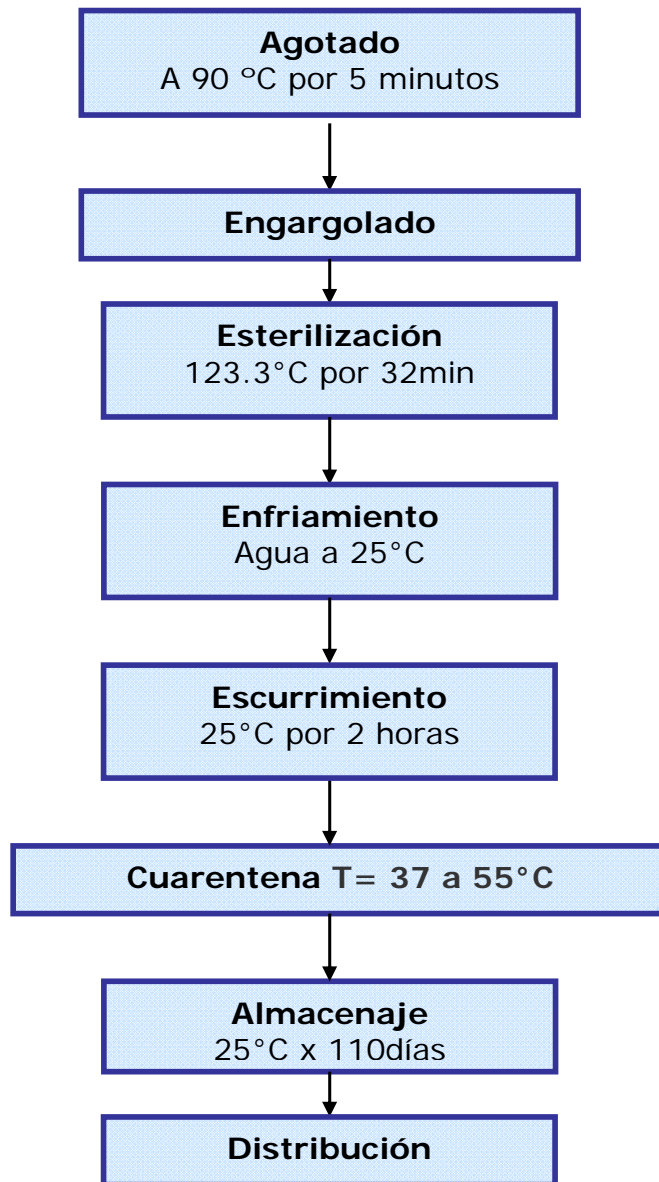 Agotado
A 90 ºC por 5 minutos
Engargolado
Esterilización
123.3°C por 32min
Enfriamiento
Agua a 25°C
Escurrimiento
25°C por 2 horas
Cuarentena T= 37 a 55°C
Almacenaje
25°C x 110días
Distribución